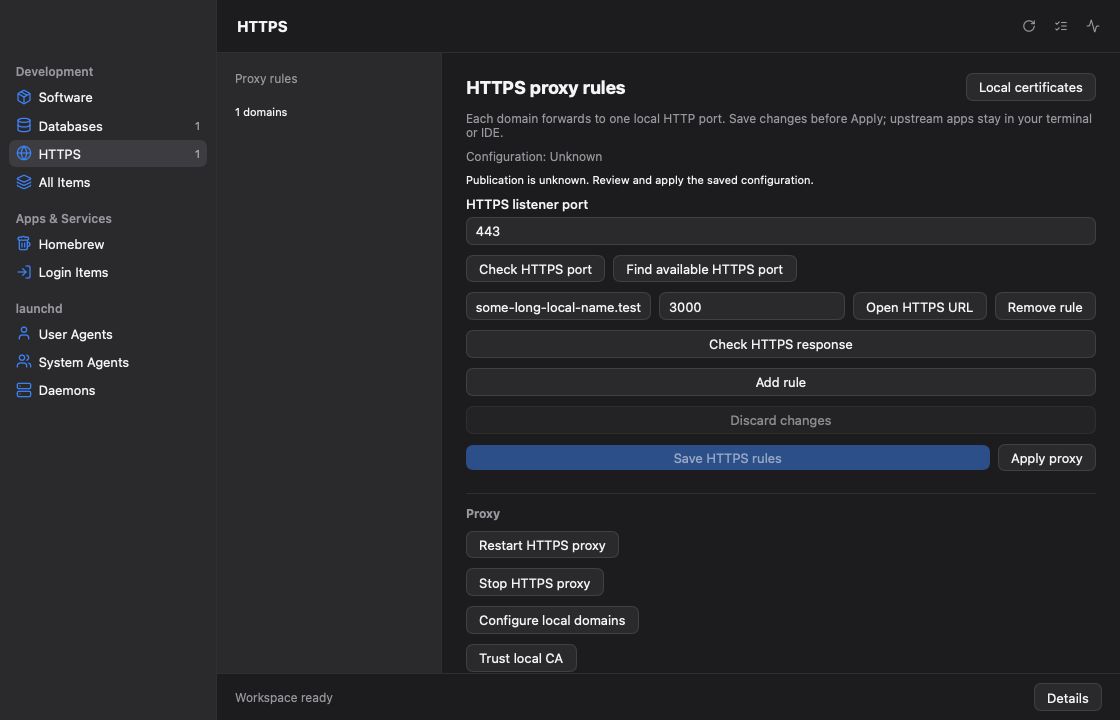 HTTPS
Development
Software
Databases 1
HTTPS 1
All Items
Apps & Services
Homebrew
Login Items
launchd
User Agents
System Agents
Daemons
Proxy rules
1 domains
HTTPS proxy rules
Local certificates
Each domain forwards to one local HTTP port. Save changes before Apply; upstream apps stay in your terminal
or IDE.
Configuration: Unknown
Publication is unknown. Review and apply the saved configuration.
HTTPS listener port
443
Check HTTPS port Find available HTTPS port
some-long-local-name.test 3000 Open HTTPS URL Remove rule
Check HTTPS response
Add rule
Discard changes
Save HTTPS rules Apply proxy
Proxy
Restart HTTPS proxy
Stop HTTPS proxy
Configure local domains
Trust local CA
Workspace ready Details